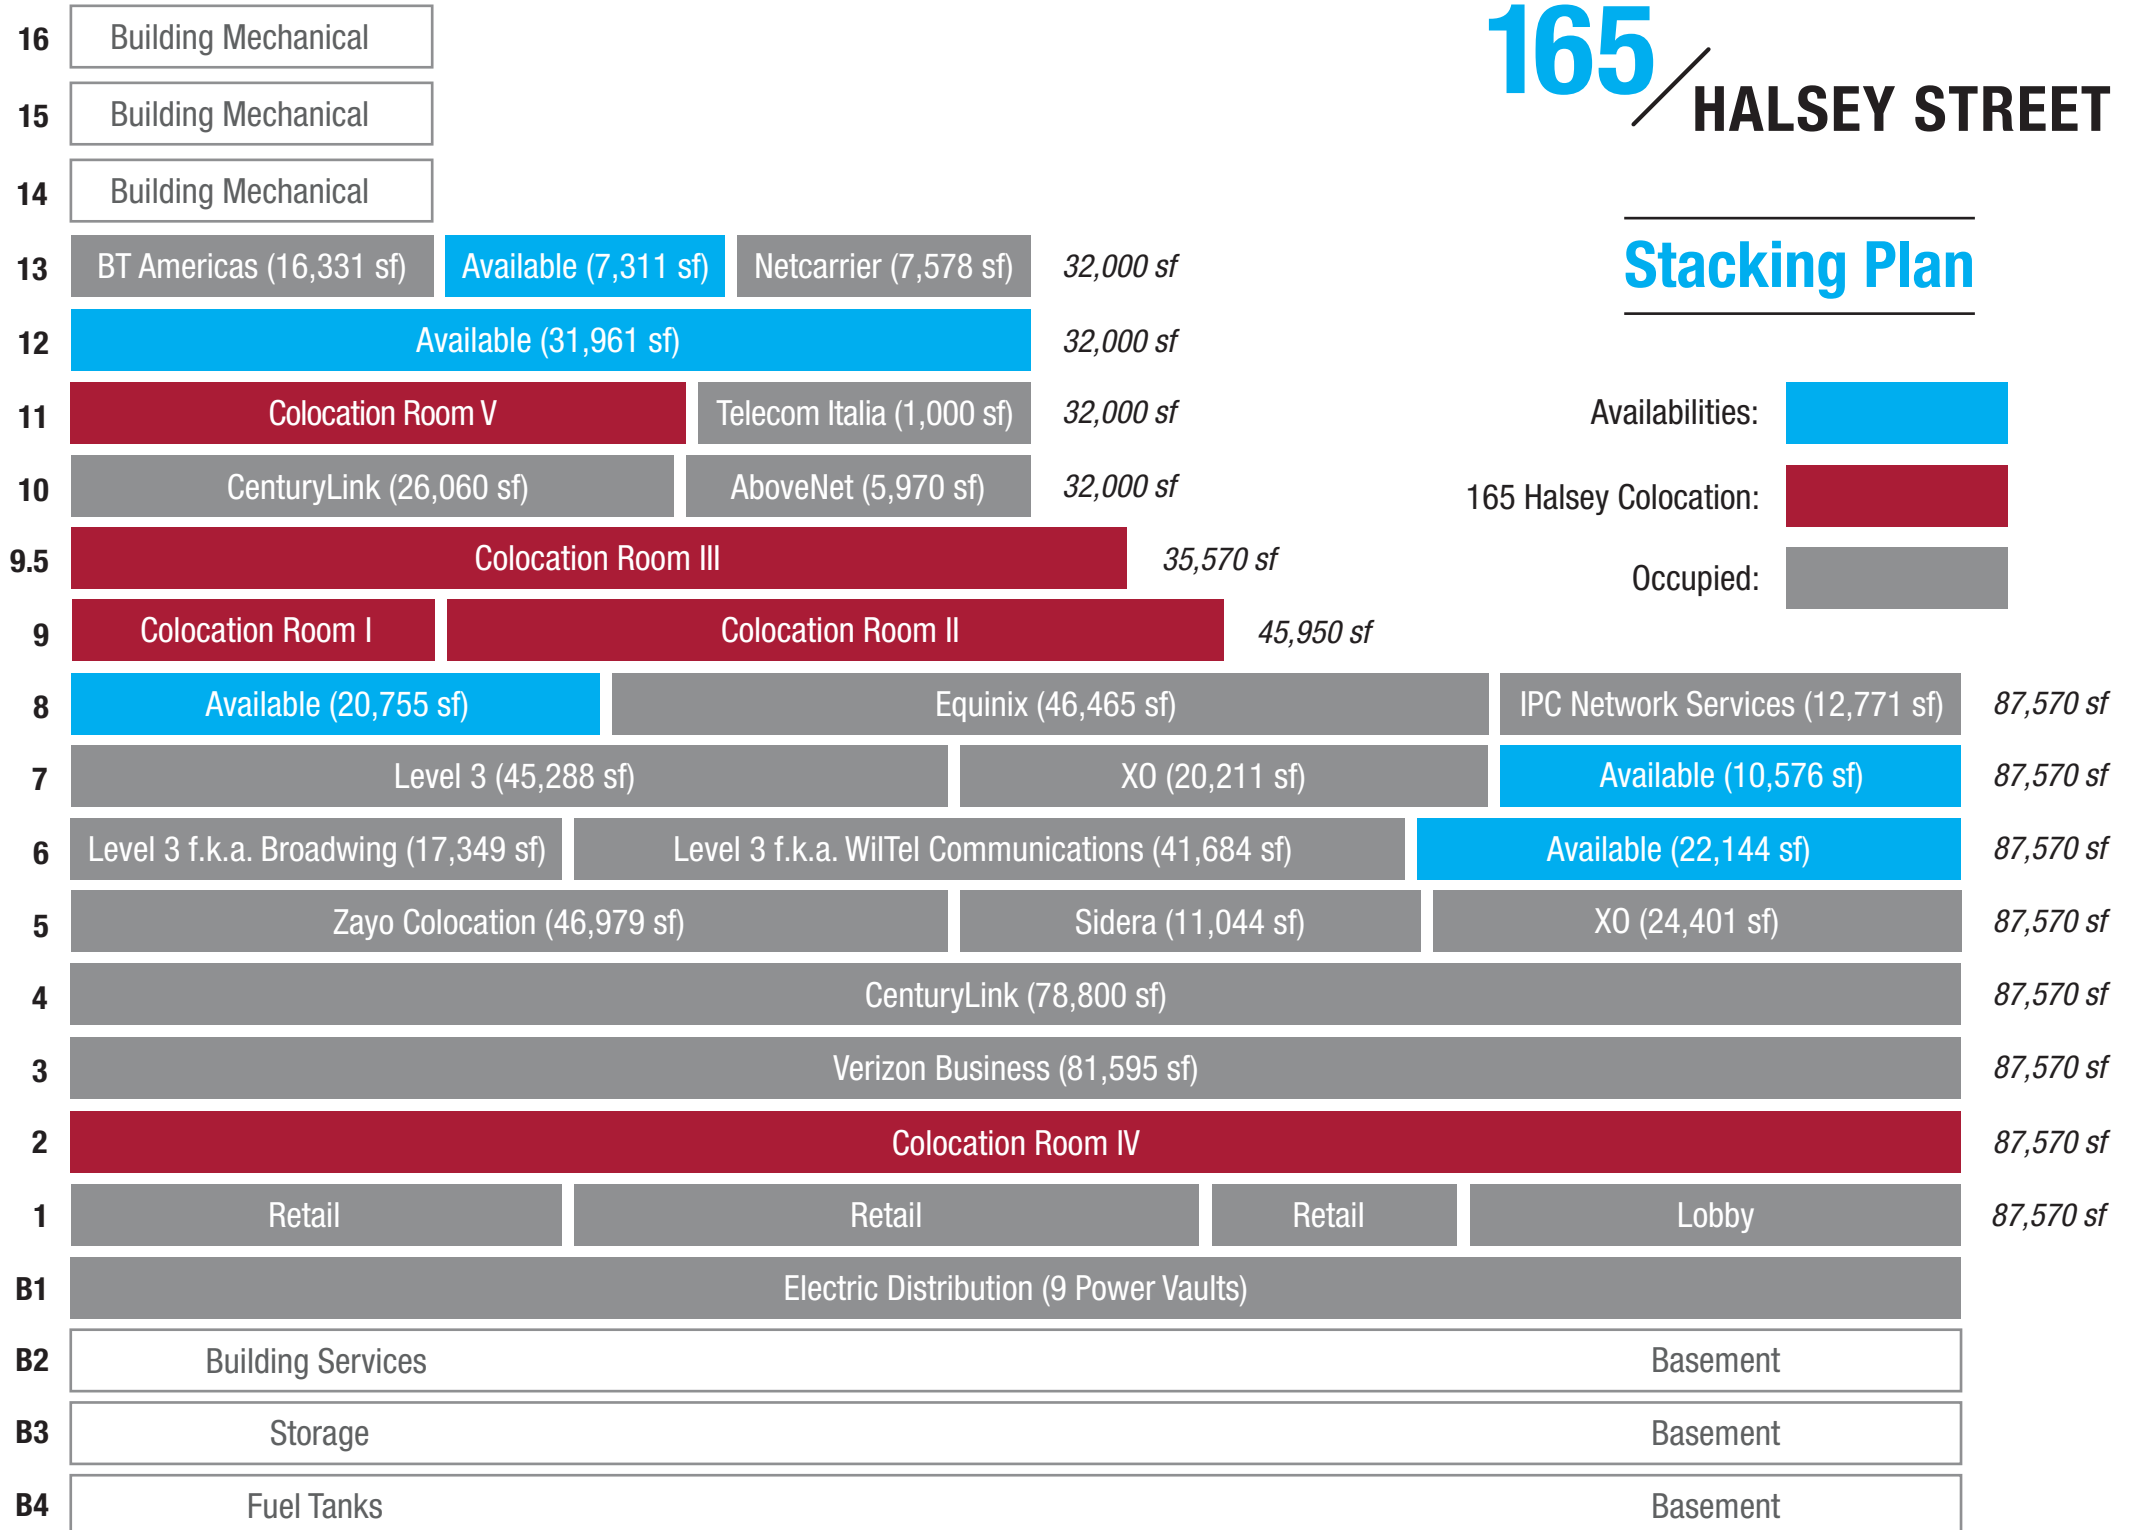 165
HALSEY STREET
Stacking Plan
Availabilities:
165 Halsey Colocation:
Occupied:
16 Building Mechanical
15 Building Mechanical
14 Building Mechanical
13 BT Americas (16,331 sf) Available (7,311 sf) Netcarrier (7,578 sf) 32,000 sf
12 Available (31,961 sf) 32,000 sf
11 Colocation Room V Telecom Italia (1,000 sf) 32,000 sf
10 CenturyLink (26,060 sf) AboveNet (5,970 sf) 32,000 sf
9.5 Colocation Room III 35,570 sf
9 Colocation Room I Colocation Room II 45,950 sf
8 Available (20,755 sf) Equinix (46,465 sf) IPC Network Services (12,771 sf) 87,570 sf
7 Level 3 (45,288 sf) XO (20,211 sf) Available (10,576 sf) 87,570 sf
6 Level 3 f.k.a. Broadwing (17,349 sf) Level 3 f.k.a. WilTel Communications (41,684 sf) Available (22,144 sf) 87,570 sf
5 Zayo Colocation (46,979 sf) Sidera (11,044 sf) XO (24,401 sf) 87,570 sf
4 CenturyLink (78,800 sf) 87,570 sf
3 Verizon Business (81,595 sf) 87,570 sf
2 Colocation Room IV 87,570 sf
1 Retail Retail Retail Lobby 87,570 sf
B1 Electric Distribution (9 Power Vaults)
B2 Building Services Basement
B3 Storage Basement
B4 Fuel Tanks Basement